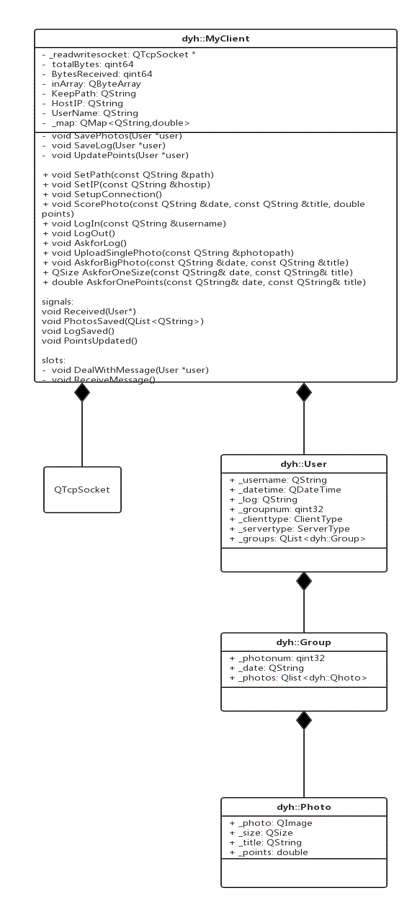 dyh::MyClient
- _readwritesocket: QTcpSocket *
- totalBytes: qint64
- BytesReceived: qint64
- inArray: QByteArray
- KeepPath: QString
- HostIP: QString
- UserName: QString
- _map: QMap<QString,double>
- void SavePhotos(User *user)
- void SaveLog(User *user)
- void UpdatePoints(User *user)
+ void SetPath(const QString &path)
+ void SetIP(const QString &hostip)
+ void SetupConnection()
+ void ScorePhoto(const QString &date, const QString &title, double
points)
+ void LogIn(const QString &username)
+ void LogOut()
+ void AskforLog()
+ void UploadSinglePhoto(const QString &photopath)
+ void AskforBigPhoto(const QString &date, const QString &title)
+ QSize AskforOneSize(const QString& date, const QString& title)
+ double AskforOnePoints(const QString& date, const QString& title)
signals:
void Received(User*)
void PhotosSaved(QList<QString>)
void LogSaved()
void PointsUpdated()
slots:
- void DealWithMessage(User *user)
- void ReceiveMessage()
QTcpSocket
dyh::User
+ _username: QString
+ _datetime: QDateTime
+ _log: QString
+ _groupnum: qint32
+ _clienttype: ClientType
+ _servertype: ServerType
+ _groups: QList<dyh::Group>
dyh::Group
+ _photonum: qint32
+ _date: QString
+ _photos: Qlist<dyh::Qhoto>
dyh::Photo
+ _photo: QImage
+ _size: QSize
+ _title: QString
+ _points: double